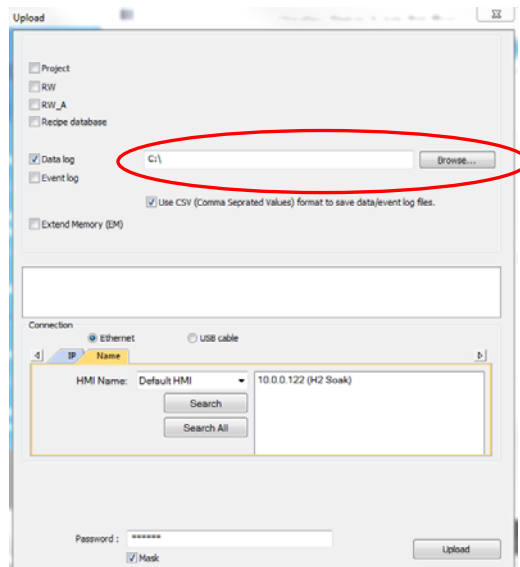 Upload
Project
RW
RW_A
Recipe database
Data log C:\ Browse...
Event log
Use CSV (Comma Seprated Values) format to save data/event log files.
Extend Memory (EM)
Connection
Ethernet USB cable
IP Name
HMI Name: Default HMI 10.0.0.122 (H2 Soak)
Search
Search All
Password : ******
Mask Upload